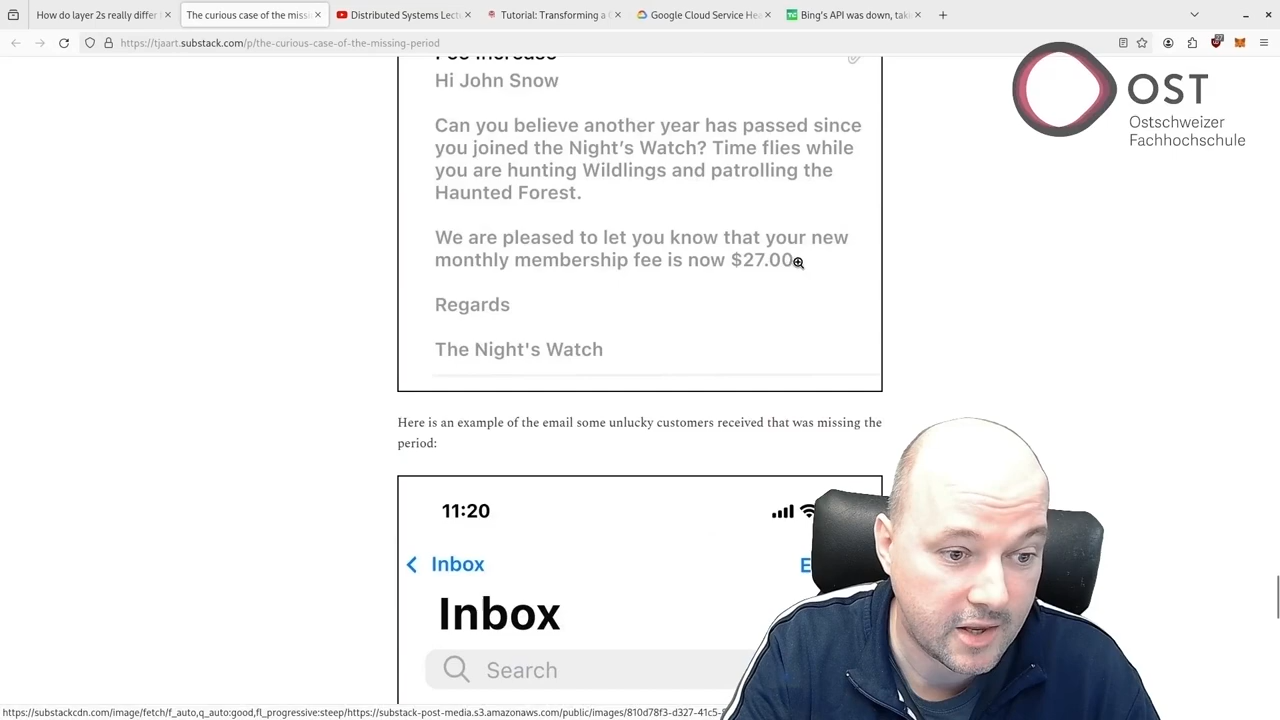 How do layer 2s really differ
The curious case of the missi
Distributed Systems Lect
Tutorial: Transforming a
Google Cloud Service He
Bing's API was down, tak
https://tjaart.substack.com/p/the-curious-case-of-the-missing-period
OST
Ostschweizer
Fachhochschule
Fee Increase
Hi John Snow
Can you believe another year has passed since
you joined the Night’s Watch? Time flies while
you are hunting Wildlings and patrolling the
Haunted Forest.
We are pleased to let you know that your new
monthly membership fee is now $27.00
Regards
The Night's Watch
Here is an example of the email some unlucky customers received that was missing the
period:
11:20
Inbox
E
Inbox
Search
https://substackcdn.com/image/fetch/f_auto,q_auto:good,fl_progressive:steep/https://substack-post-media.s3.amazonaws.com/public/images/810d78f3-d327-41c5-8